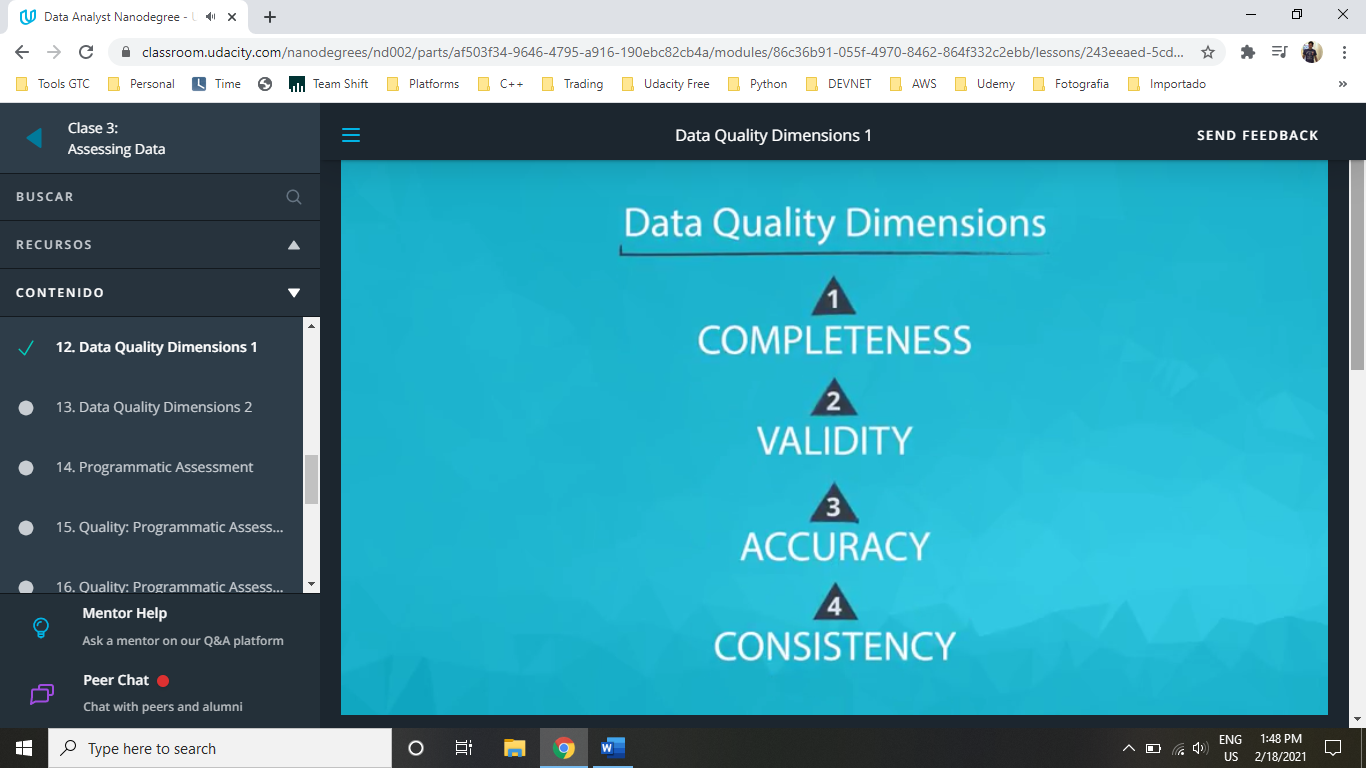 Data Analyst Nanodegree - U
classroom.udacity.com/nanodegrees/nd002/parts/af503f34-9646-4795-a916-190ebc82cb4a/modules/86c36b91-055f-4970-8462-864f332c2ebb/lessons/243eeaed-5cd...
Tools GTC
Personal
Time
Team Shift
Platforms
C++
Trading
Udacity Free
Python
DEVNET
AWS
Udemy
Fotografia
Importado
»
Clase 3:
Assessing Data
Data Quality Dimensions 1
SEND FEEDBACK
BUSCAR
RECURSOS
CONTENIDO
12. Data Quality Dimensions 1
13. Data Quality Dimensions 2
14. Programmatic Assessment
15. Quality: Programmatic Assess...
16. Quality: Programmatic Assess...
Mentor Help
Ask a mentor on our Q&A platform
Peer Chat
Chat with peers and alumni
Data Quality Dimensions
1
COMPLETENESS
2
VALIDITY
3
ACCURACY
4
CONSISTENCY
Type here to search
ENG
US
1:48 PM
2/18/2021